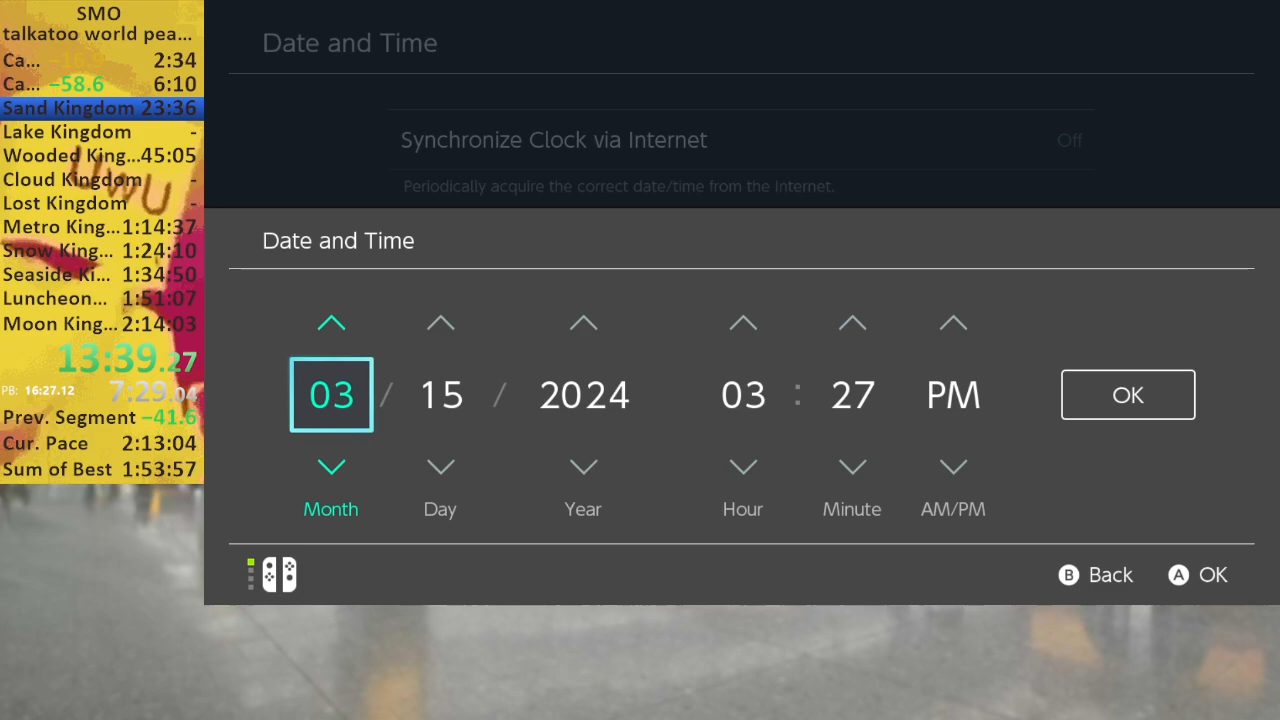 SMO
talkatoo world pea...
Ca... -16.9 2:34
Ca... -58.6 6:10
Sand Kingdom 23:36
Lake Kingdom -
Wooded King... 45:05
Cloud Kingdom -
Lost Kingdom -
Metro King... 1:14:37
Snow King... 1:24:10
Seaside Ki... 1:34:50
Luncheon... 1:51:07
Moon King... 2:14:03
13:39.27
PB: 16:27.12 7:29.04
Prev. Segment -41.6
Cur. Pace 2:13:04
Sum of Best 1:53:57
UwU
Date and Time
Synchronize Clock via Internet Off
Periodically acquire the correct date/time from the Internet.
Date and Time
03 / 15 / 2024 03 : 27 PM OK
Month Day Year Hour Minute AM/PM
B Back A OK